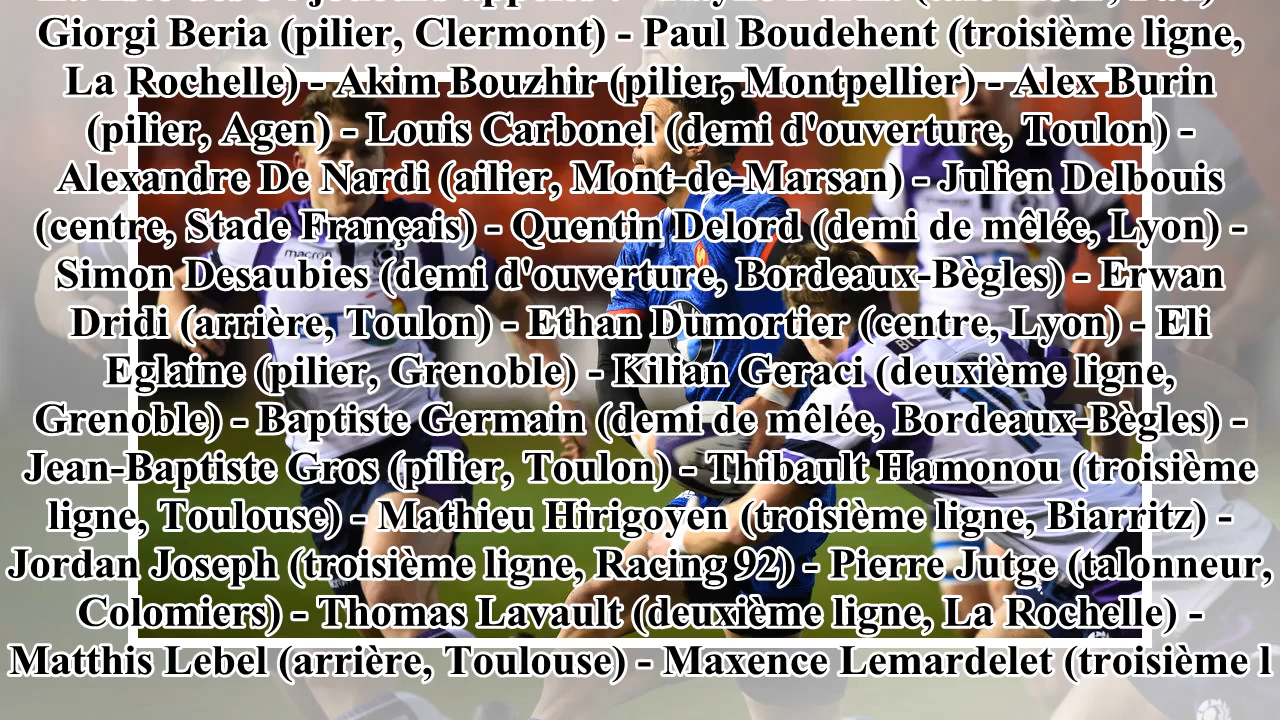 Giorgi Beria (pilier, Clermont) - Paul Boudehent (troisième ligne,
La Rochelle) - Akim Bouzhir (pilier, Montpellier) - Alex Burin
(pilier, Agen) - Louis Carbonel (demi d'ouverture, Toulon) -
Alexandre De Nardi (ailier, Mont-de-Marsan) - Julien Delbouis
(centre, Stade Français) - Quentin Delord (demi de mêlée, Lyon) -
Simon Desaubies (demi d'ouverture, Bordeaux-Bègles) - Erwan
Dridi (arrière, Toulon) - Ethan Dumortier (centre, Lyon) - Eli
Eglaine (pilier, Grenoble) - Kilian Geraci (deuxième ligne,
Grenoble) - Baptiste Germain (demi de mêlée, Bordeaux-Bègles) -
Jean-Baptiste Gros (pilier, Toulon) - Thibault Hamonou (troisième
ligne, Toulouse) - Mathieu Hirigoyen (troisième ligne, Biarritz) -
Jordan Joseph (troisième ligne, Racing 92) - Pierre Jutge (talonneur,
Colomiers) - Thomas Lavault (deuxième ligne, La Rochelle) -
Matthis Lebel (arrière, Toulouse) - Maxence Lemardelet (troisième l
macron